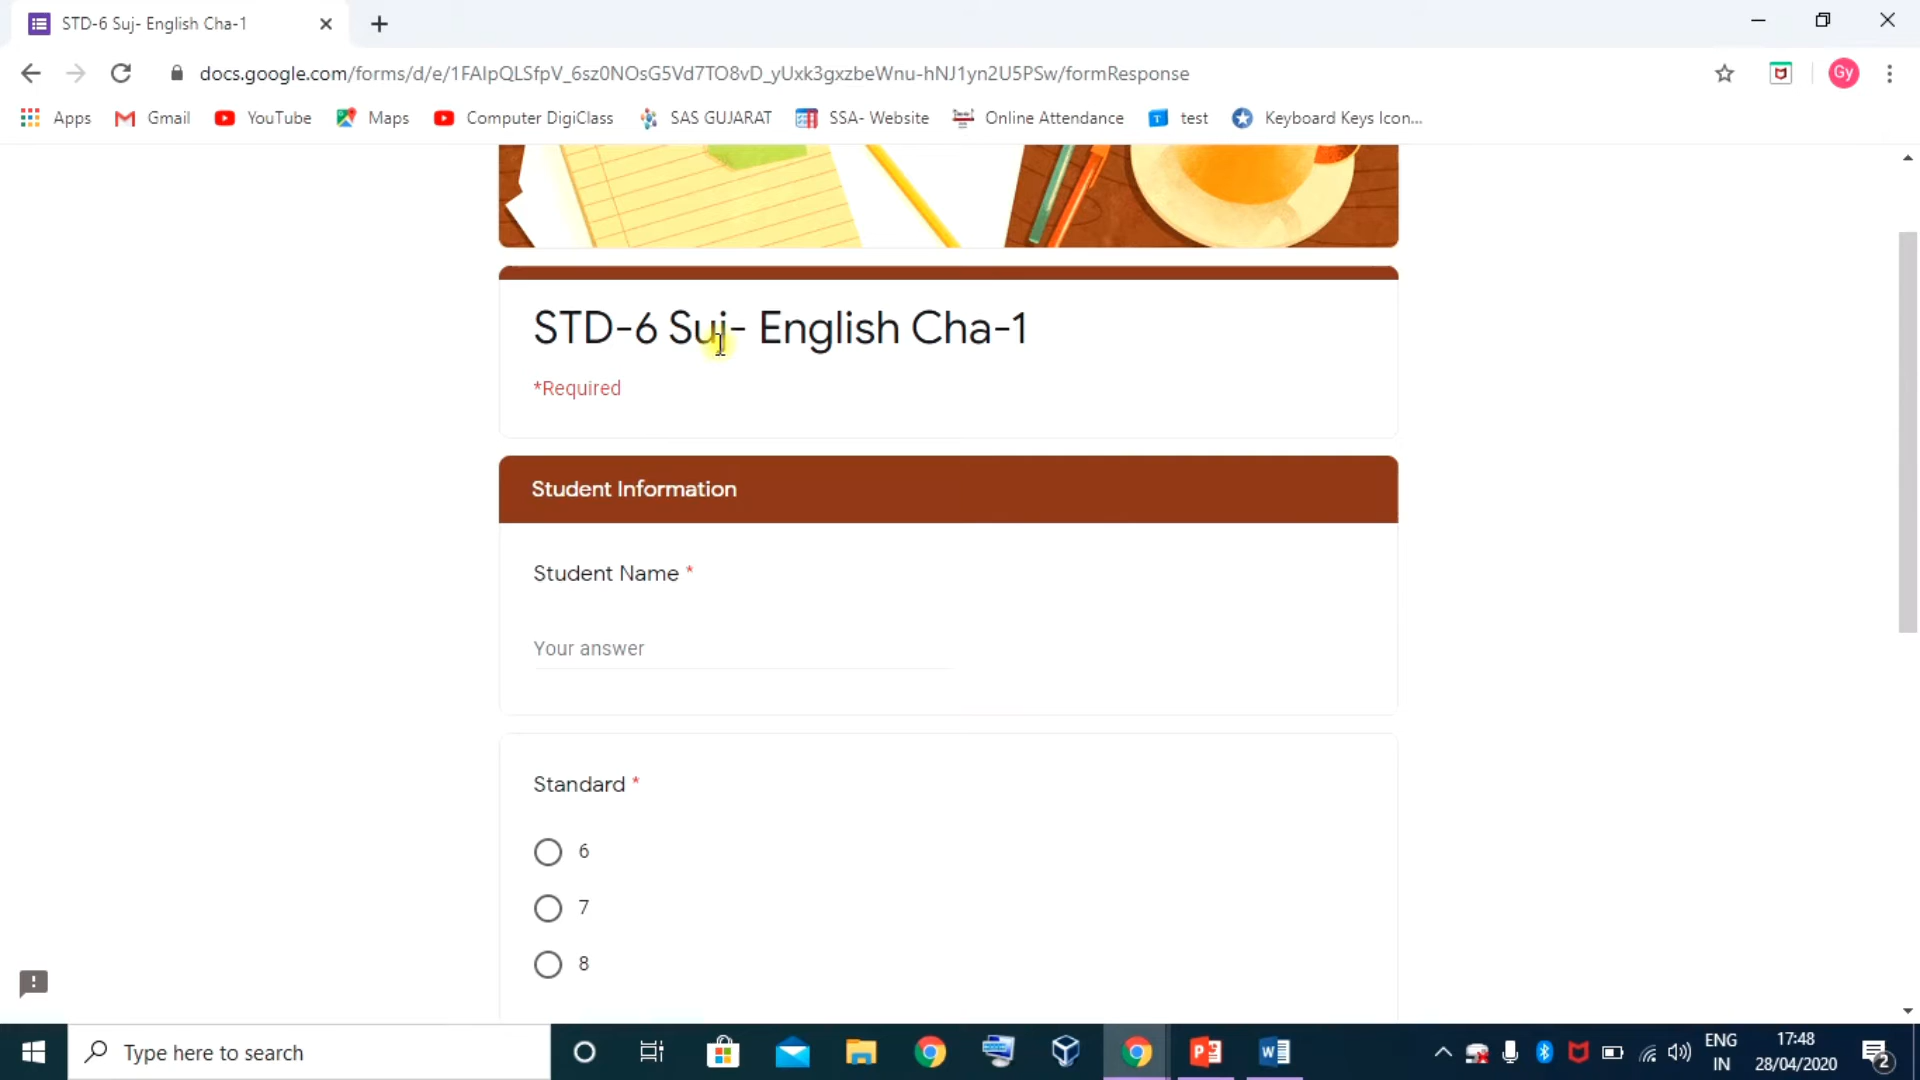 STD-6 Suj- English Cha-1
docs.google.com/forms/d/e/1FAIpQLSfpV_6sz0NOsG5Vd7TO8vD_yUxk3gxzbeWnu-hNJ1yn2U5PSw/formResponse
Gy
Apps Gmail YouTube Maps Computer DigiClass SAS GUJARAT SSA- Website Online Attendance test Keyboard Keys Icon...
STD-6 Suj- English Cha-1
*Required
Student Information
Student Name *
Your answer
Standard *
6
7
8
Type here to search
ENG
IN
17:48
28/04/2020
2